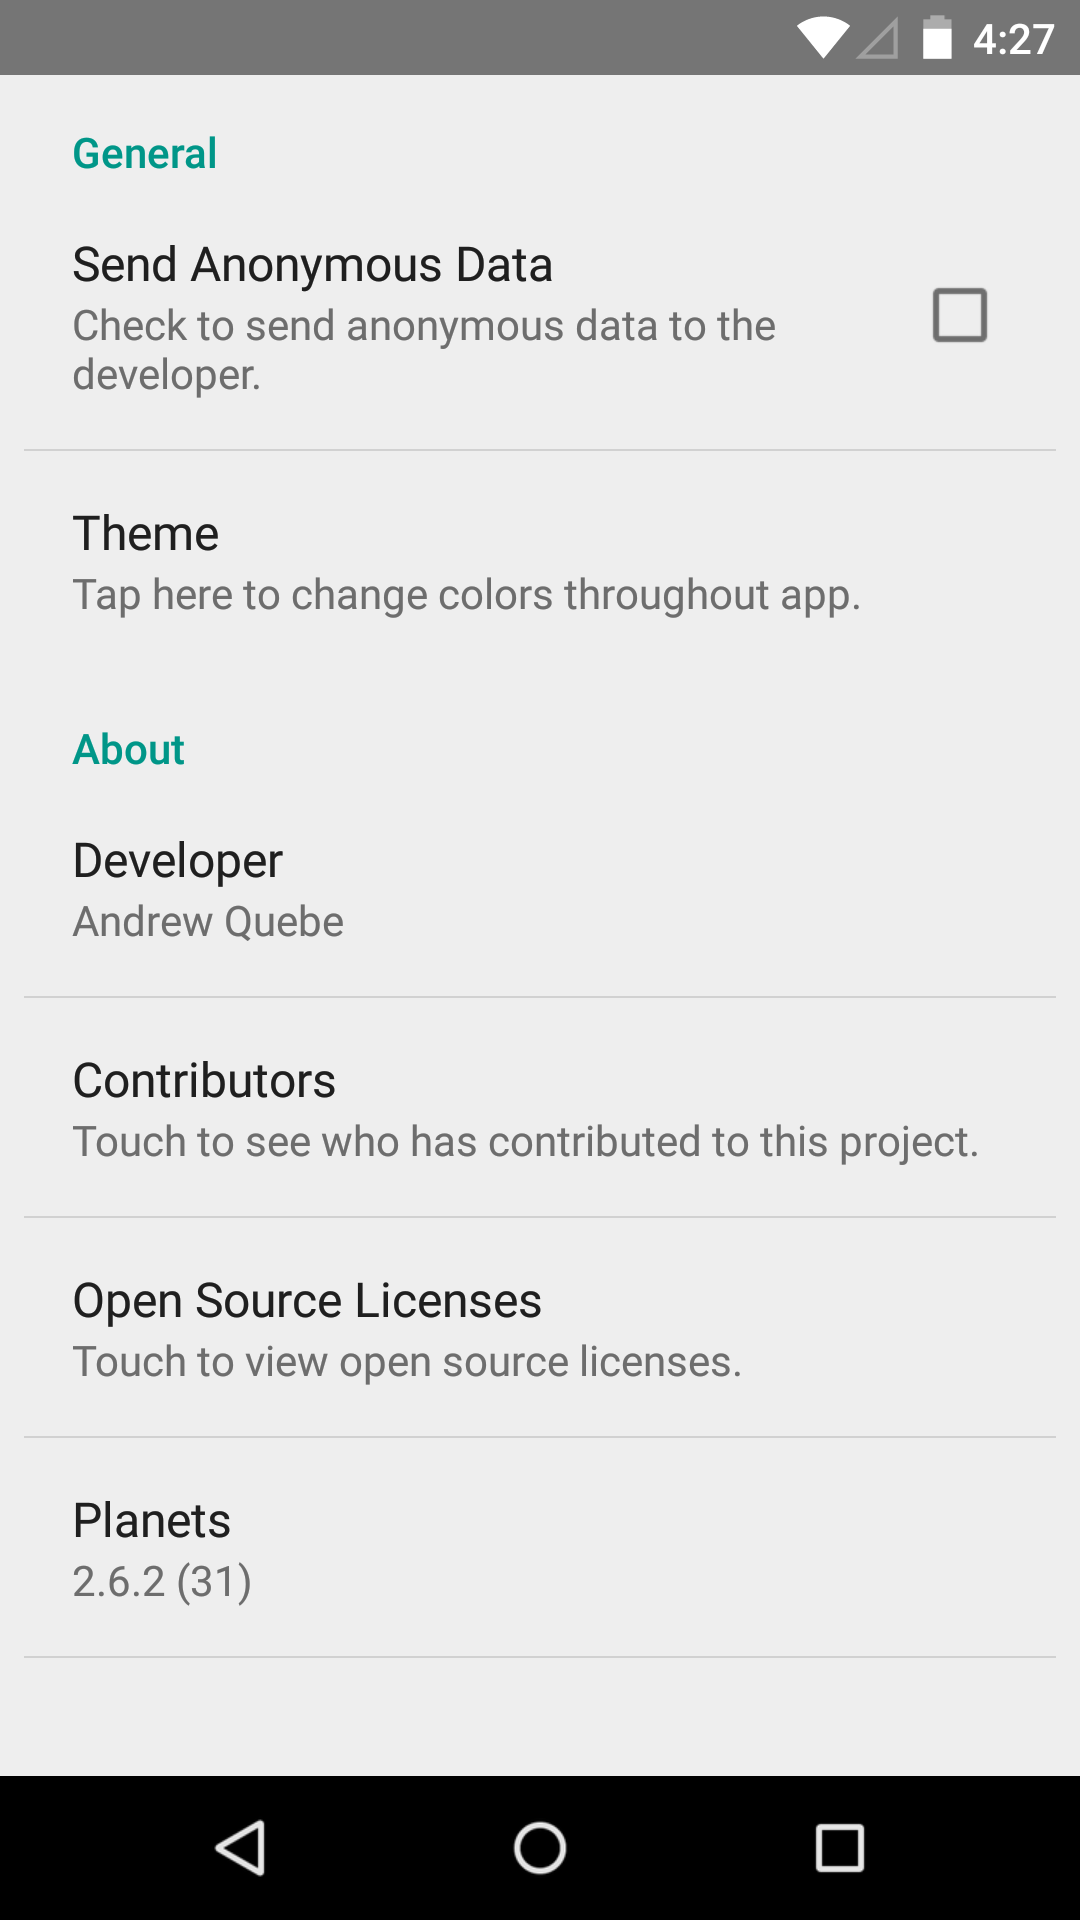 4:27
General
Send Anonymous Data
Check to send anonymous data to the
developer.
Theme
Tap here to change colors throughout app.
About
Developer
Andrew Quebe
Contributors
Touch to see who has contributed to this project.
Open Source Licenses
Touch to view open source licenses.
Planets
2.6.2 (31)